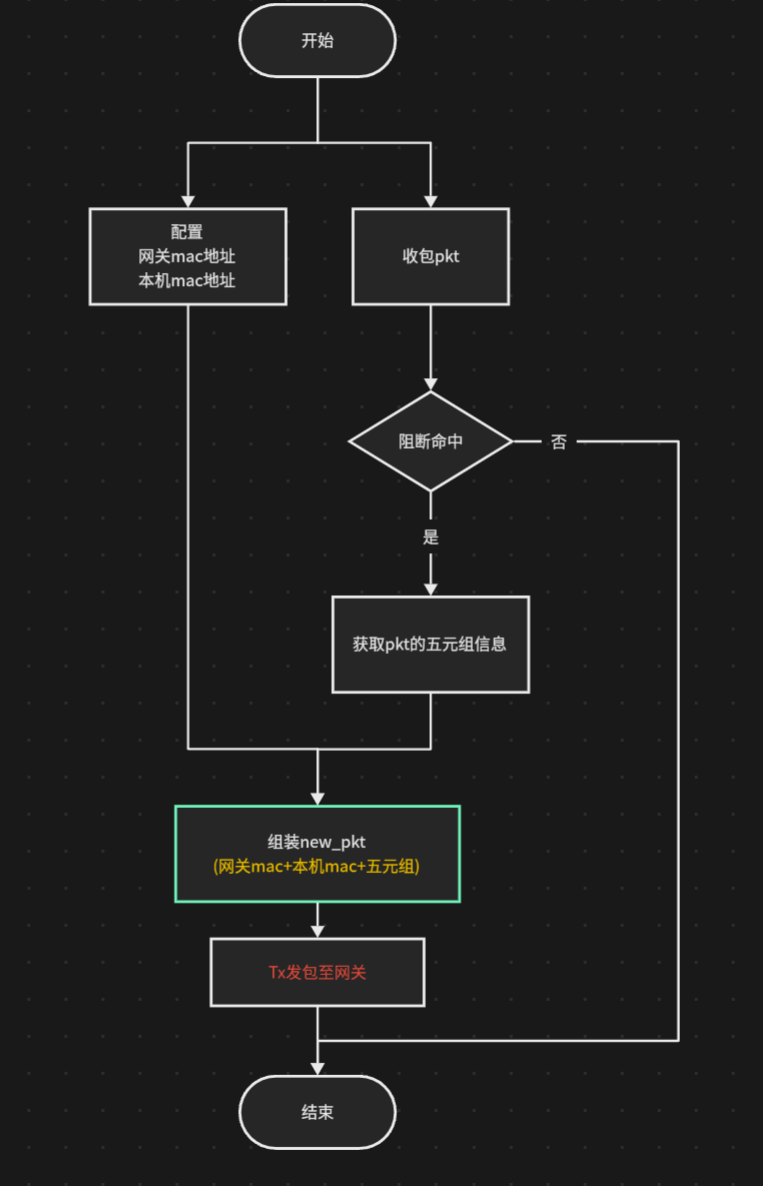 开始
配置
网关mac地址
本机mac地址
收包pkt
阻断命中
否
是
获取pkt的五元组信息
组装new_pkt
(网关mac+本机mac+五元组)
Tx发包至网关
结束